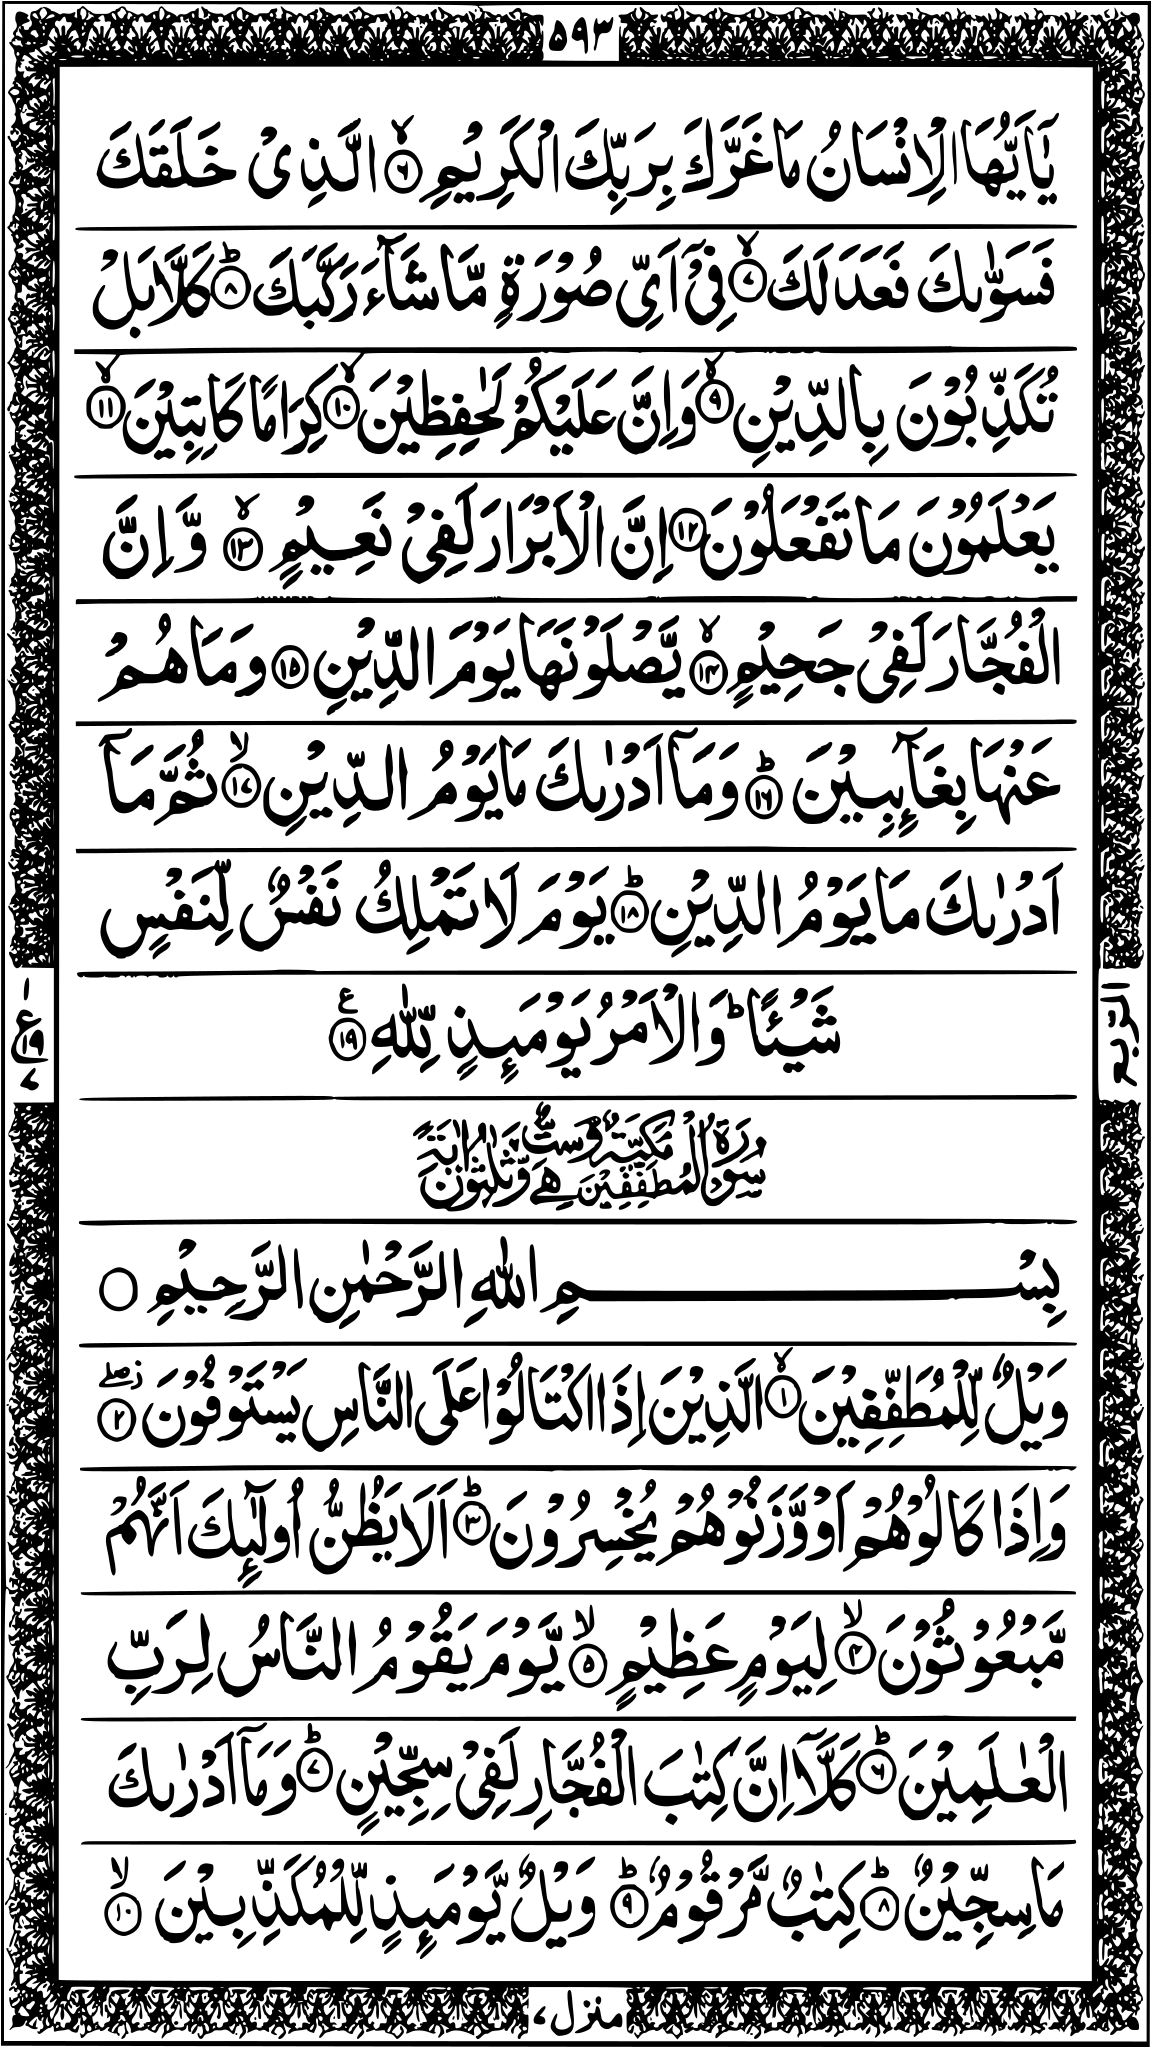 ۵۹۳
يٰۤاَيُّهَا الْاِنْسَانُ مَا غَرَّكَ بِرَبِّكَ الْكَرِيْمِ ۙ﴿۶﴾ الَّذِيْ خَلَقَكَ
فَسَوّٰىكَ فَعَدَلَكَ ۙ﴿۷﴾ فِيْۤ اَيِّ صُوْرَةٍ مَّا شَآءَ رَكَّبَكَ ؕ﴿۸﴾ كَلَّا بَلْ
تُكَذِّبُوْنَ بِالدِّيْنِ ۙ﴿۹﴾ وَاِنَّ عَلَيْكُمْ لَحٰفِظِيْنَ ۙ﴿۱۰﴾ كِرَامًا كَاتِبِيْنَ ۙ﴿۱۱﴾
يَعْلَمُوْنَ مَا تَفْعَلُوْنَ ﴿۱۲﴾ اِنَّ الْاَبْرَارَ لَفِيْ نَعِيْمٍ ۙ﴿۱۳﴾ وَّاِنَّ
الْفُجَّارَ لَفِيْ جَحِيْمٍ ۙ﴿۱۴﴾ يَّصْلَوْنَهَا يَوْمَ الدِّيْنِ ﴿۱۵﴾ وَمَا هُمْ
عَنْهَا بِغَآىِٕبِيْنَ ؕ﴿۱۶﴾ وَمَاۤ اَدْرٰىكَ مَا يَوْمُ الدِّيْنِ ۙ﴿۱۷﴾ ثُمَّ مَاۤ
اَدْرٰىكَ مَا يَوْمُ الدِّيْنِ ؕ﴿۱۸﴾ يَوْمَ لَا تَمْلِكُ نَفْسٌ لِّنَفْسٍ
شَيْـًٔا ؕ وَالْاَمْرُ يَوْمَىِٕذٍ لِّلّٰهِ ﴿۱۹﴾ ع
۱
ع
۱۹
۷
الربع
سُوْرَةُ الْمُطَفِّفِيْنَ مَكِّيَّةٌ وَّهِيَ سِتٌّ وَّثَلٰثُوْنَ اٰيَةً
بِسْمِ اللّٰهِ الرَّحْمٰنِ الرَّحِيْمِ
وَيْلٌ لِّلْمُطَفِّفِيْنَ ۙ﴿۱﴾ الَّذِيْنَ اِذَا اكْتَالُوْا عَلَى النَّاسِ يَسْتَوْفُوْنَ ۖز﴿۲﴾
وَاِذَا كَالُوْهُمْ اَوْ وَّزَنُوْهُمْ يُخْسِرُوْنَ ؕ﴿۳﴾ اَلَا يَظُنُّ اُولٰٓىِٕكَ اَنَّهُمْ
مَّبْعُوْثُوْنَ ۙ﴿۴﴾ لِيَوْمٍ عَظِيْمٍ ۙ﴿۵﴾ يَّوْمَ يَقُوْمُ النَّاسُ لِرَبِّ
الْعٰلَمِيْنَ ؕ﴿۶﴾ كَلَّاۤ اِنَّ كِتٰبَ الْفُجَّارِ لَفِيْ سِجِّيْنٍ ؕ﴿۷﴾ وَمَاۤ اَدْرٰىكَ
مَا سِجِّيْنٌ ؕ﴿۸﴾ كِتٰبٌ مَّرْقُوْمٌ ؕ﴿۹﴾ وَيْلٌ يَّوْمَىِٕذٍ لِّلْمُكَذِّبِيْنَ ۙ﴿۱۰﴾
منزل ۷